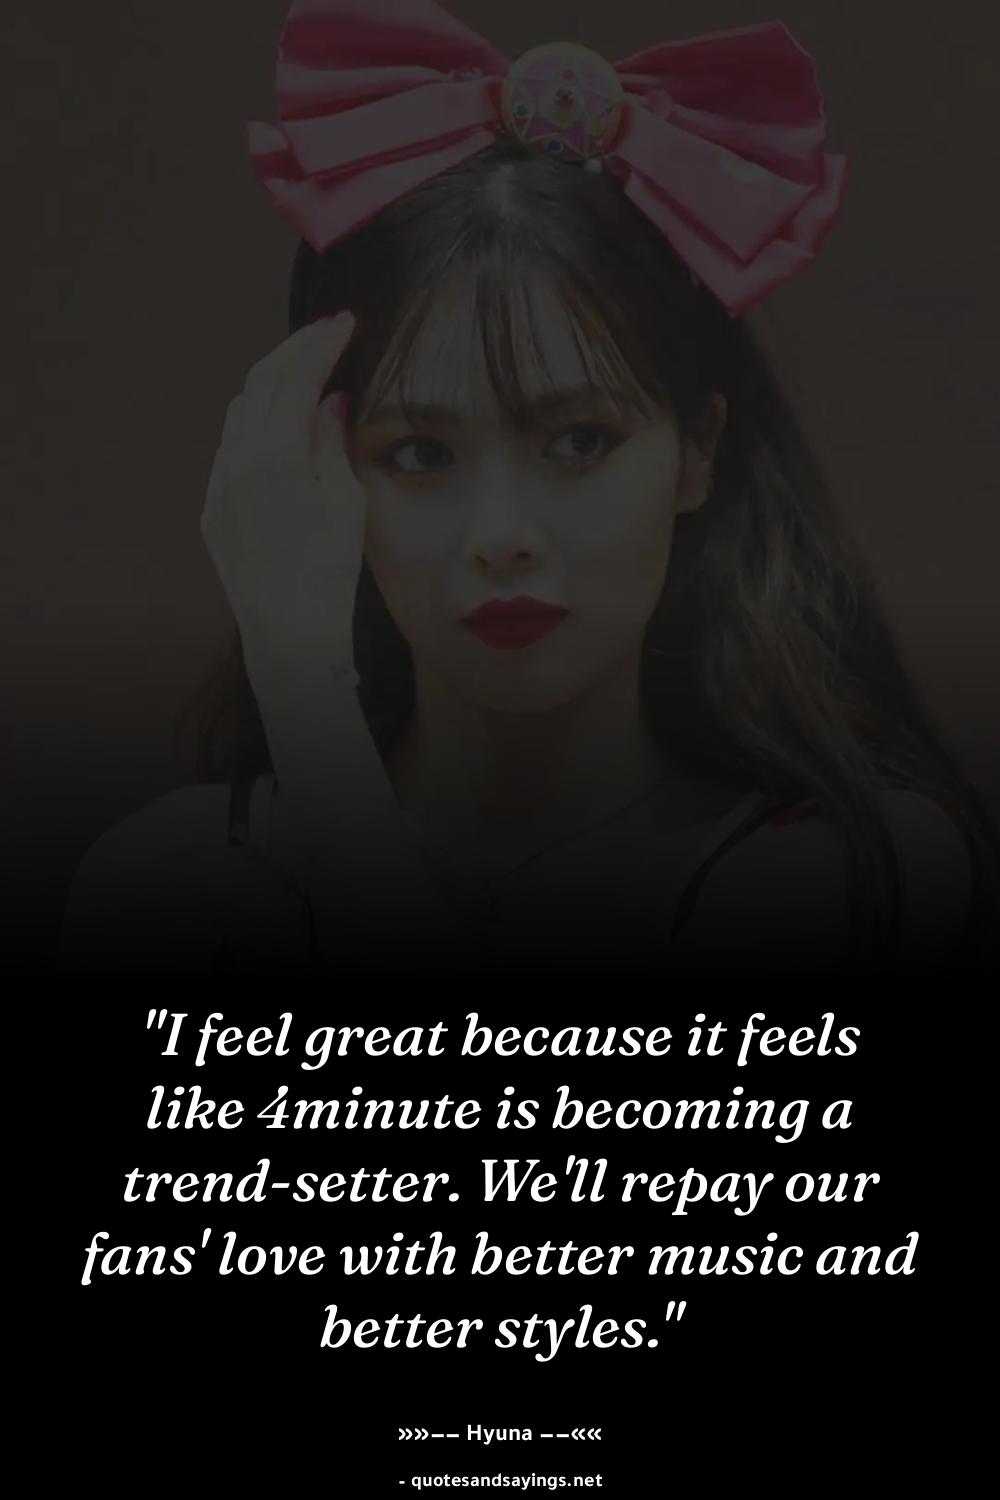 "I feel great because it feels
like 4minute is becoming a
trend-setter. We'll repay our
fans' love with better music and
better styles."
»»−− Hyuna −−««
- quotesandsayings.net